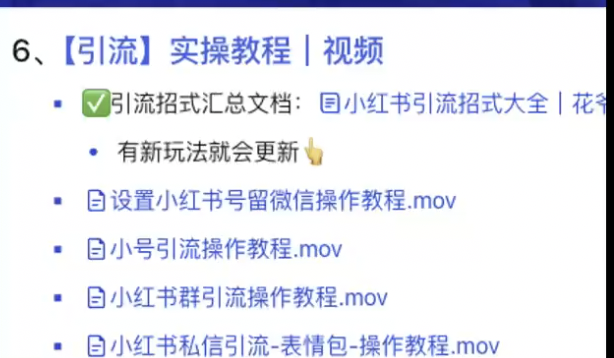 6、【引流】实操教程｜视频
✅引流招式汇总文档：小红书引流招式大全｜花
有新玩法就会更新👆
设置小红书号留微信操作教程.mov
小号引流操作教程.mov
小红书群引流操作教程.mov
小红书私信引流-表情包-操作教程.mov